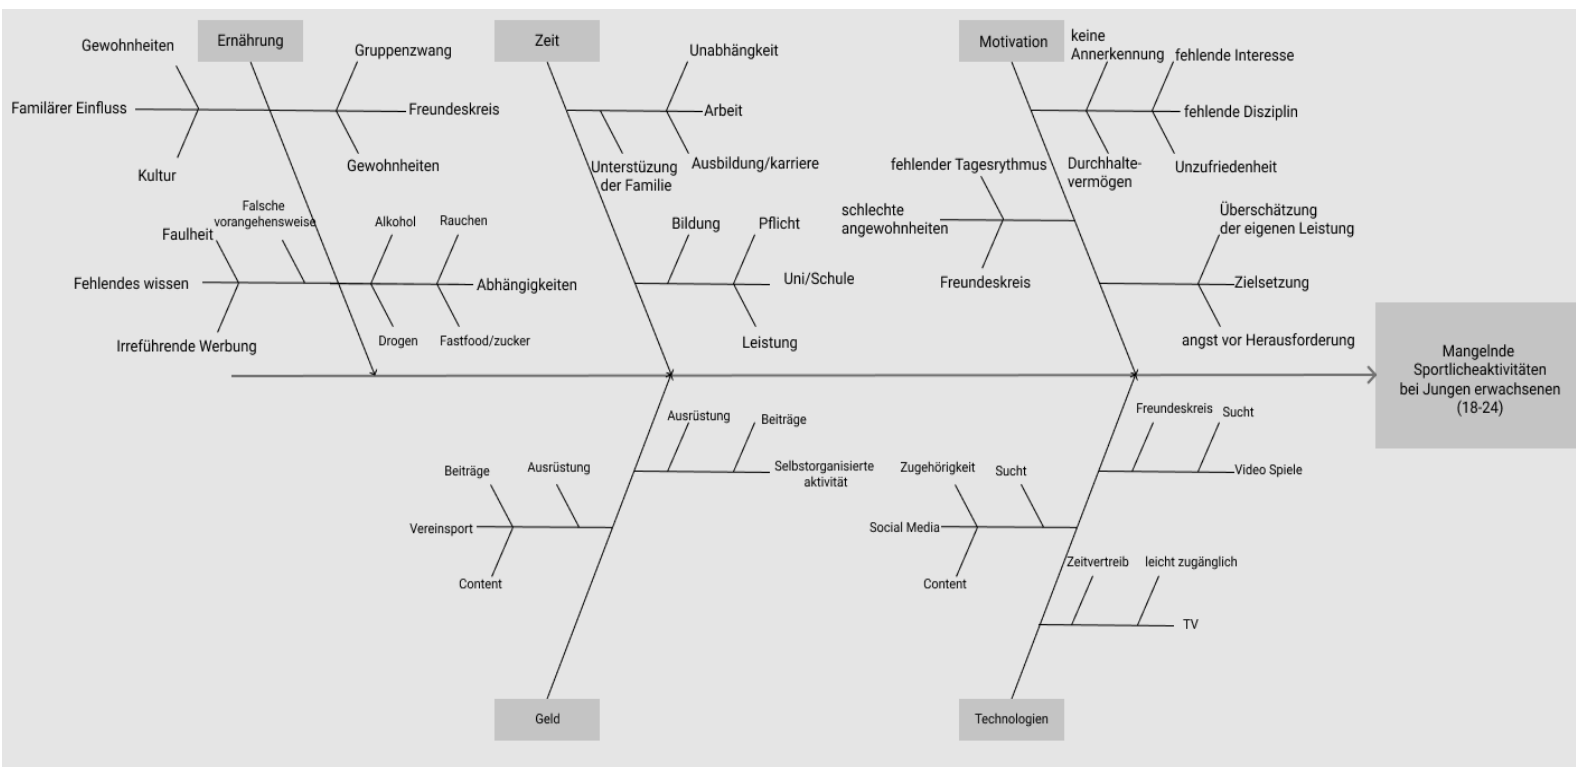 Gewohnheiten
Ernährung
Gruppenzwang
Familärer Einfluss
Freundeskreis
Kultur
Gewohnheiten
Falsche
vorangehensweise
Faulheit
Alkohol
Rauchen
Fehlendes wissen
Abhängigkeiten
Irreführende Werbung
Drogen
Fastfood/zucker
Zeit
Unabhängkeit
Arbeit
Unterstüzung
der Familie
Ausbildung/karriere
Bildung
Pflicht
Uni/Schule
Leistung
Motivation
keine
Annerkennung
fehlende Interesse
fehlende Disziplin
Durchhalte-
vermögen
Unzufriedenheit
fehlender Tagesrythmus
schlechte
angewohnheiten
Freundeskreis
Überschätzung
der eigenen Leistung
Zielsetzung
angst vor Herausforderung
Mangelnde
Sportlicheaktivitäten
bei Jungen erwachsenen
(18-24)
Ausrüstung
Beiträge
Selbstorganisierte
aktivität
Beiträge
Ausrüstung
Vereinsport
Content
Geld
Freundeskreis
Sucht
Video Spiele
Zugehörigkeit
Sucht
Social Media
Content
Zeitvertreib
leicht zugänglich
TV
Technologien